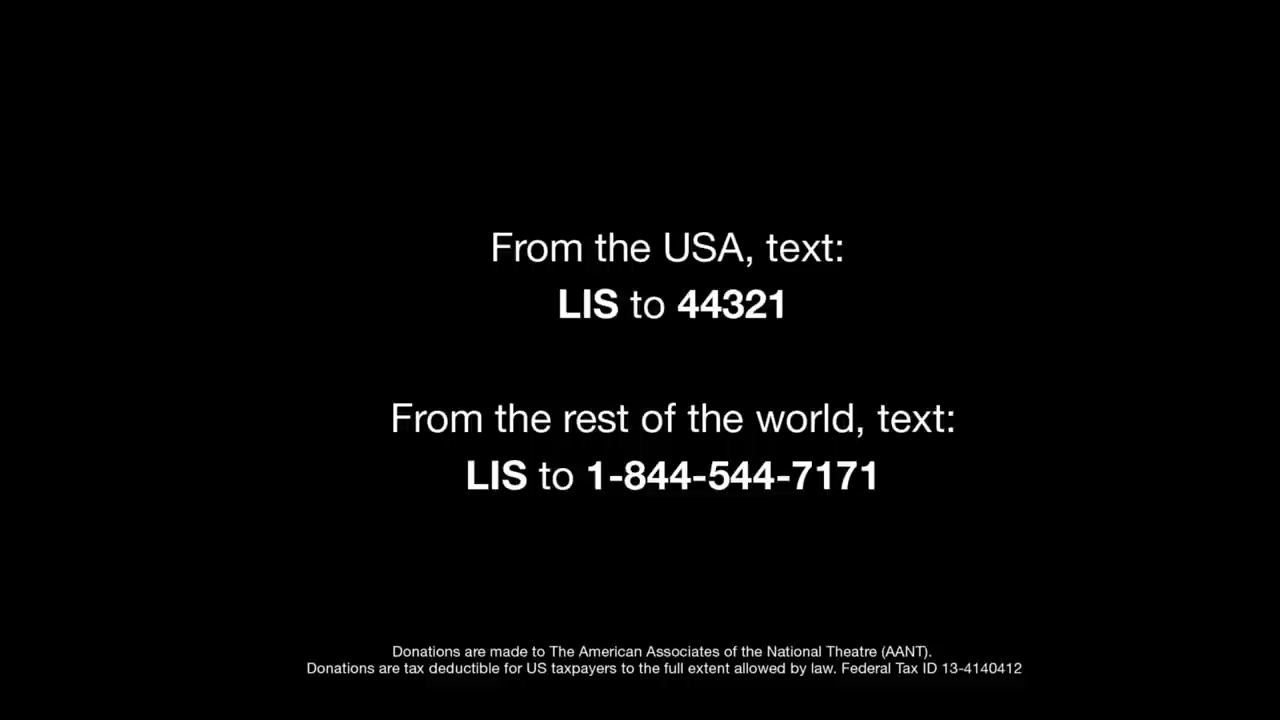 From the USA, text:
LIS to 44321
From the rest of the world, text:
LIS to 1-844-544-7171
Donations are made to The American Associates of the National Theatre (AANT).
Donations are tax deductible for US taxpayers to the full extent allowed by law. Federal Tax ID 13-4140412